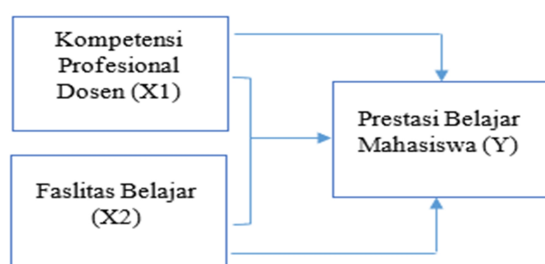 Kompetensi
Profesional
Dosen (X1)
Faslitas Belajar
(X2)
Prestasi Belajar
Mahasiswa (Y)